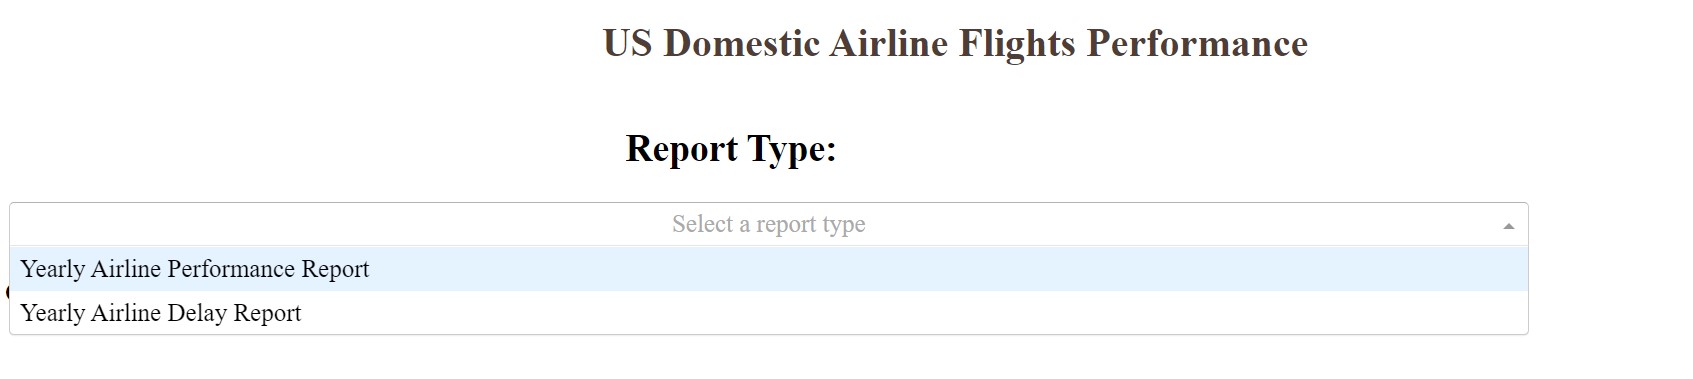 US Domestic Airline Flights Performance
Report Type:
Select a report type
Yearly Airline Performance Report
Yearly Airline Delay Report